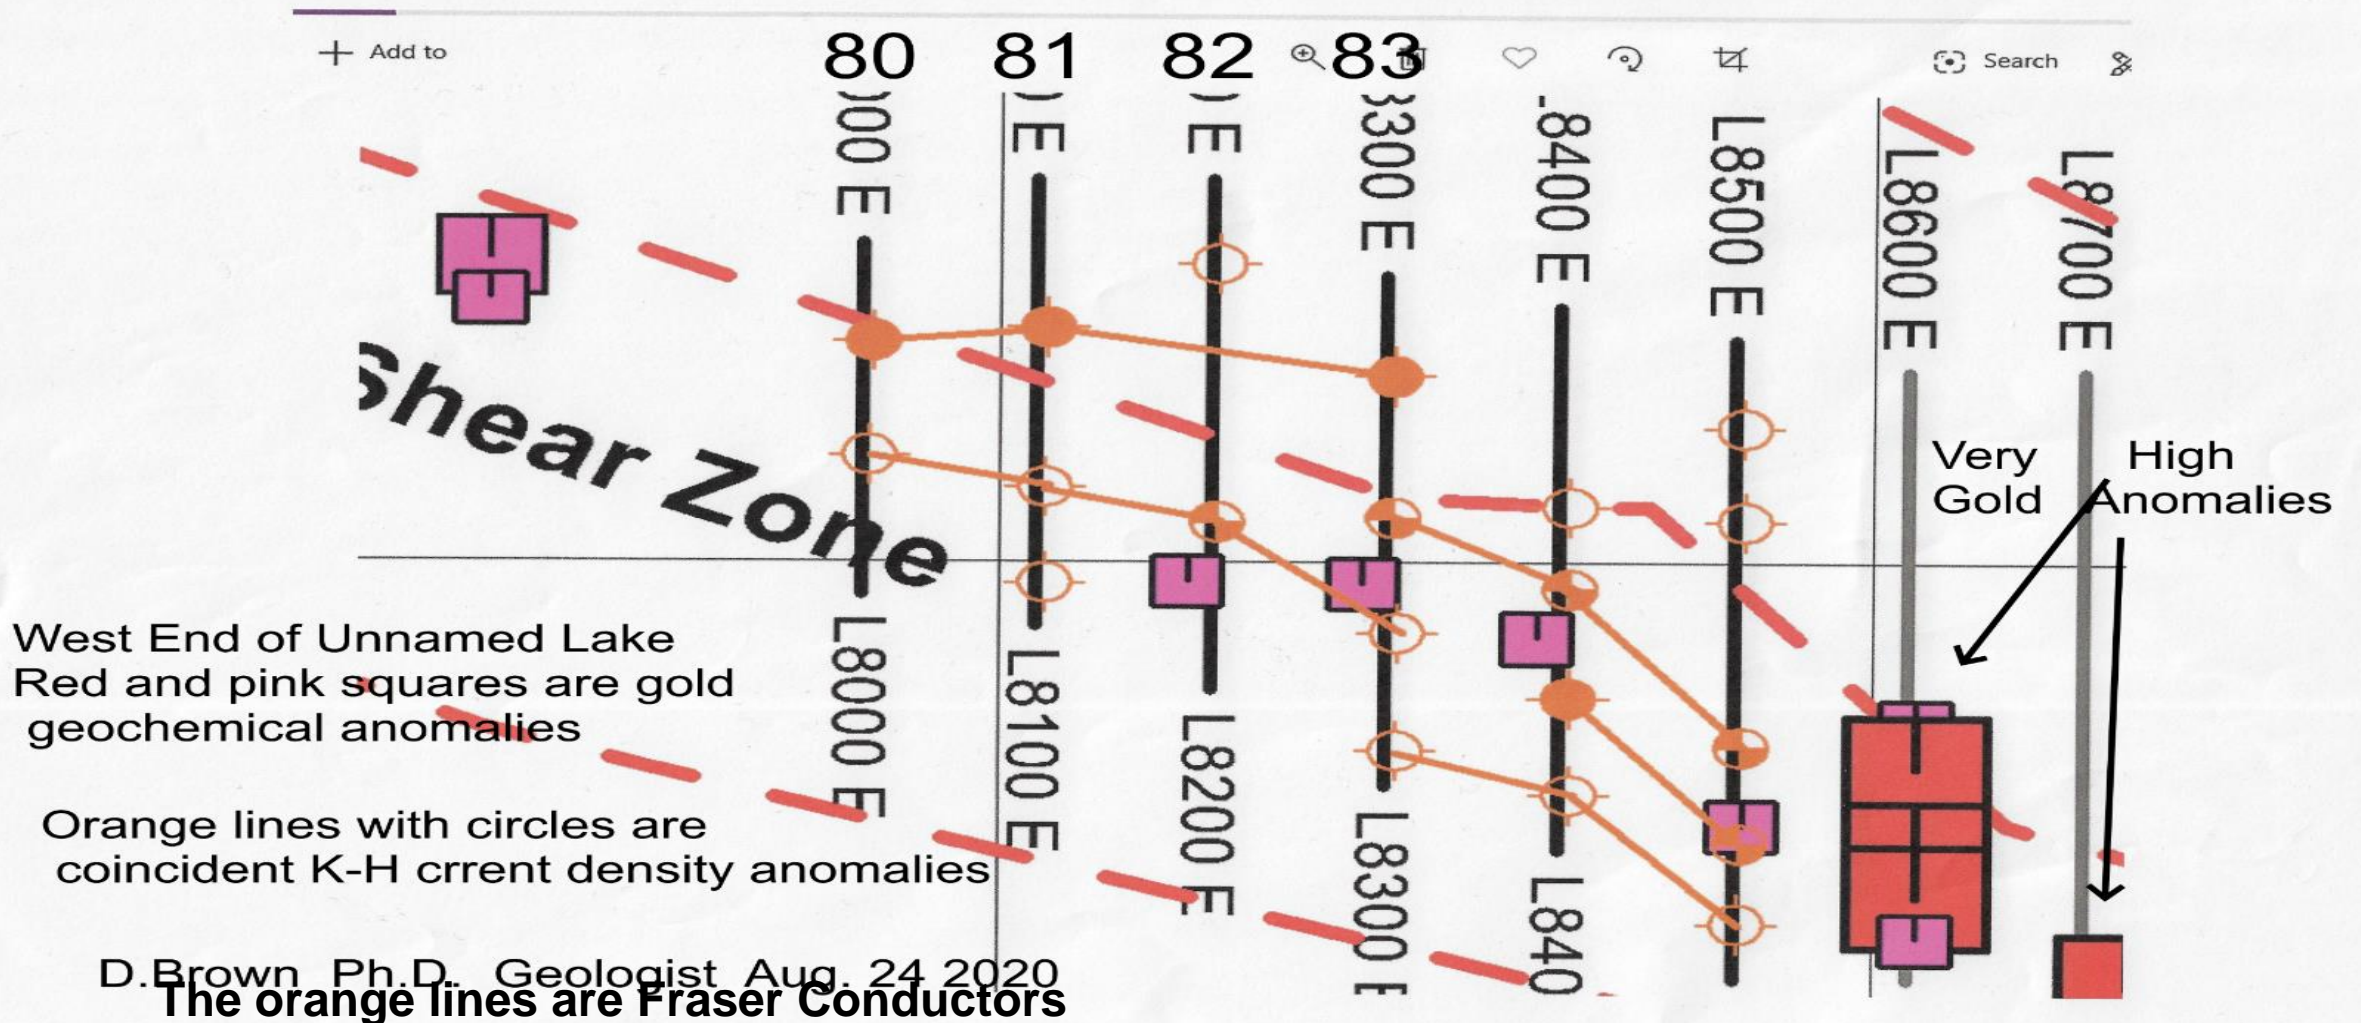 Add to
80 81 82 83
Search
000 E
E
E
3300 E
L8400 E
L8500 E
L8600 E
L8700 E
Shear Zone
Very High
Gold Anomalies
West End of Unnamed Lake
Red and pink squares are gold
geochemical anomalies
L8000 E
L8100 E
L8200 E
L8300 E
L840
Orange lines with circles are
coincident K-H crrent density anomalies
D.Brown Ph.D. Geologist Aug. 24 2020
The orange lines are Fraser Conductors